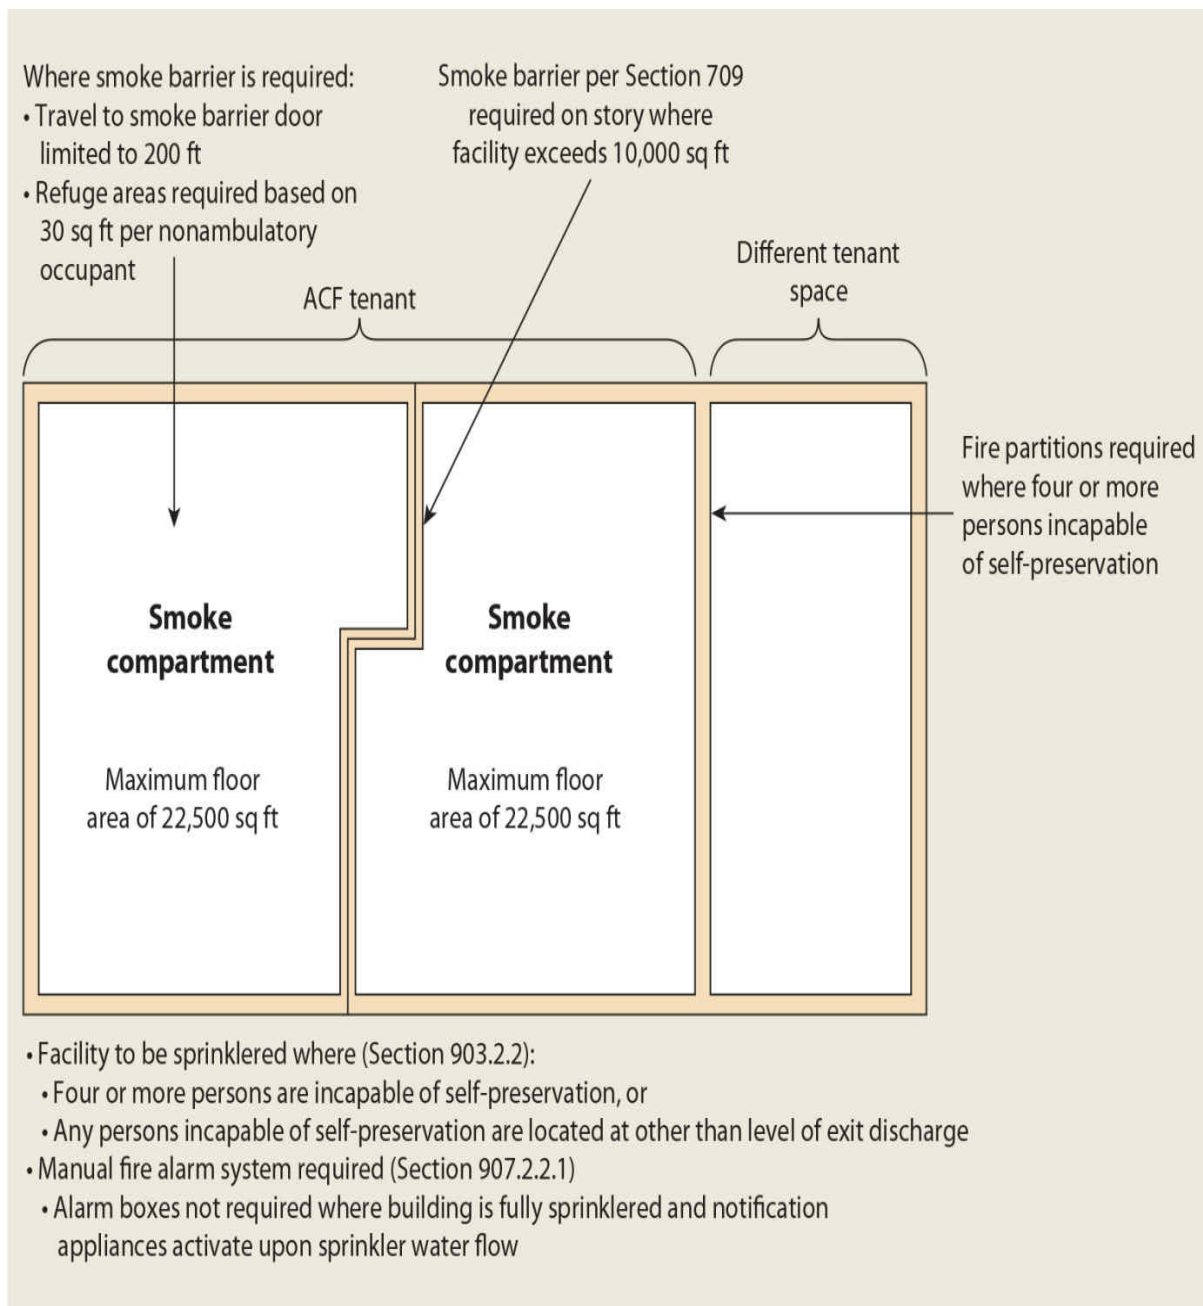 Where smoke barrier is required:
• Travel to smoke barrier door
limited to 200 ft
• Refuge areas required based on
30 sq ft per nonambulatory
occupant
Smoke barrier per Section 709
required on story where
facility exceeds 10,000 sq ft
Different tenant
space
ACF tenant
Fire partitions required
where four or more
persons incapable
of self-preservation
Smoke
compartment
Maximum floor
area of 22,500 sq ft
Smoke
compartment
Maximum floor
area of 22,500 sq ft
• Facility to be sprinklered where (Section 903.2.2):
• Four or more persons are incapable of self-preservation, or
• Any persons incapable of self-preservation are located at other than level of exit discharge
• Manual fire alarm system required (Section 907.2.2.1)
• Alarm boxes not required where building is fully sprinklered and notification
appliances activate upon sprinkler water flow